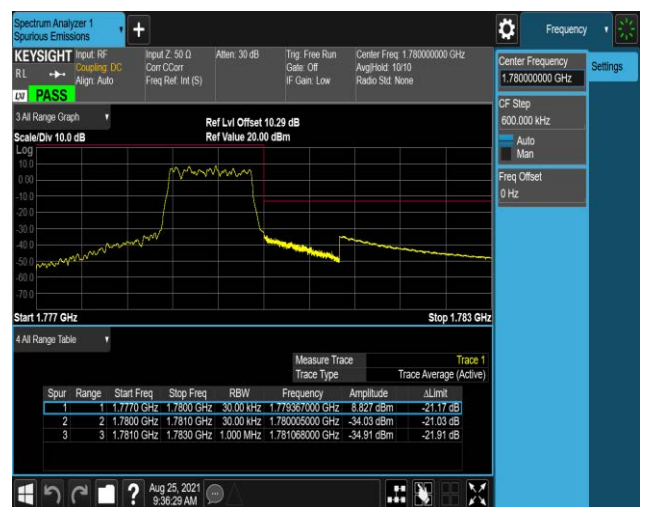 Spectrum Analyzer 1
Spurious Emissions
Frequency
KEYSIGHT Input: RF Input Z: 50 Ω Atten: 30 dB Trig: Free Run Center Freq: 1.780000000 GHz
RL Coupling: DC Corr CCorr Gate: Off Avg|Hold: 10/10
Align: Auto Freq Ref: Int (S) IF Gain: Low Radio Std: None
LXI PASS
3 All Range Graph
Ref Lvl Offset 10.29 dB
Scale/Div 10.0 dB Ref Value 20.00 dBm
Log
10.0
0.00
-10.0
-20.0
-30.0
-40.0
-50.0
-60.0
-70.0
Start 1.777 GHz Stop 1.783 GHz
4 All Range Table
Measure Trace Trace 1
Trace Type Trace Average (Active)
Spur Range Start Freq Stop Freq RBW Frequency Amplitude ΔLimit
1 1 1.7770 GHz 1.7800 GHz 30.00 kHz 1.779367000 GHz 8.827 dBm -21.17 dB
2 2 1.7800 GHz 1.7810 GHz 30.00 kHz 1.780005000 GHz -34.03 dBm -21.03 dB
3 3 1.7810 GHz 1.7830 GHz 1.000 MHz 1.781068000 GHz -34.91 dBm -21.91 dB
Aug 25, 2021
9:36:29 AM
Center Frequency
1.780000000 GHz
Settings
CF Step
600.000 kHz
Auto
Man
Freq Offset
0 Hz